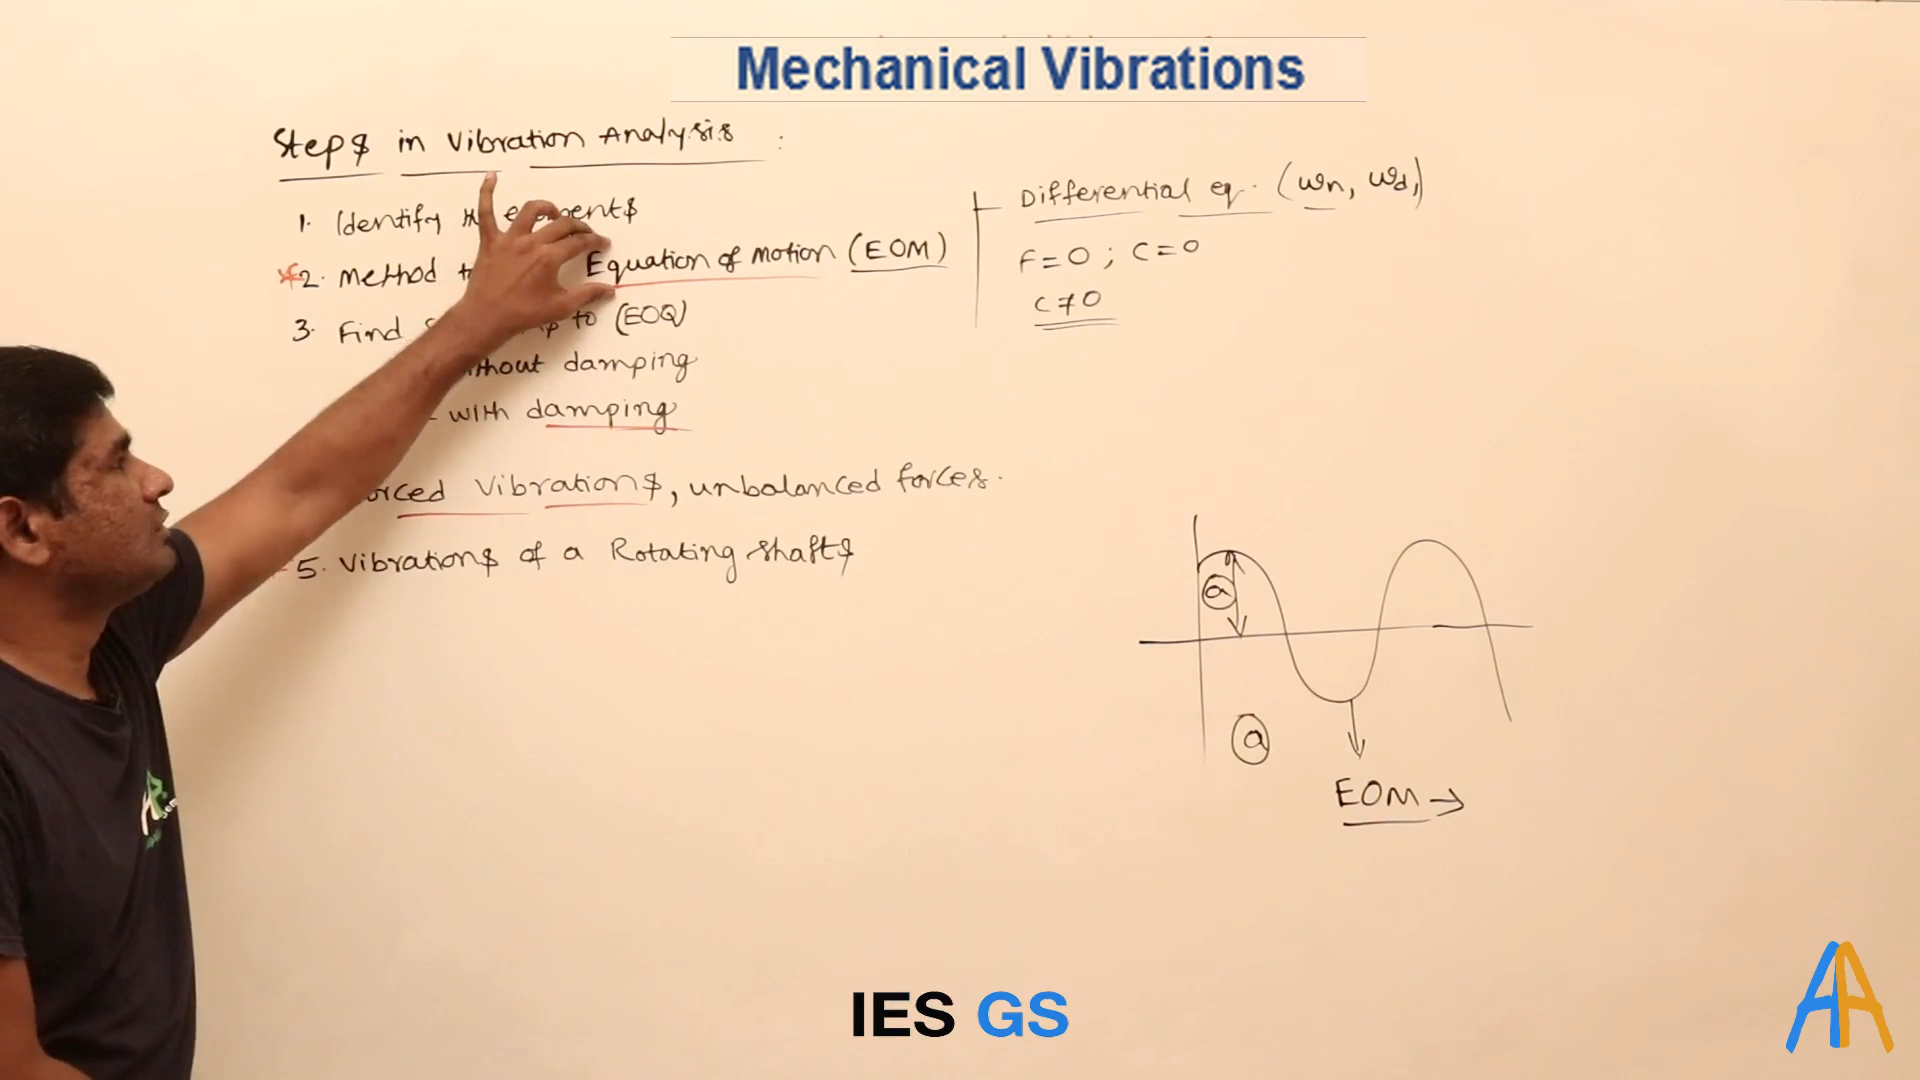 Mechanical Vibrations
Steps in Vibration Analysis :
1. Identify
2. Method Equation of Motion (EOM)
3. Find to (EOQ)
damping
- with damping
Vibrations, unbalanced forces.
5. Vibrations of a Rotating shafts
Differential eq. (ωn, ωd,)
F=0 ; C=0
C≠0
a
a
EOM →
IES GS